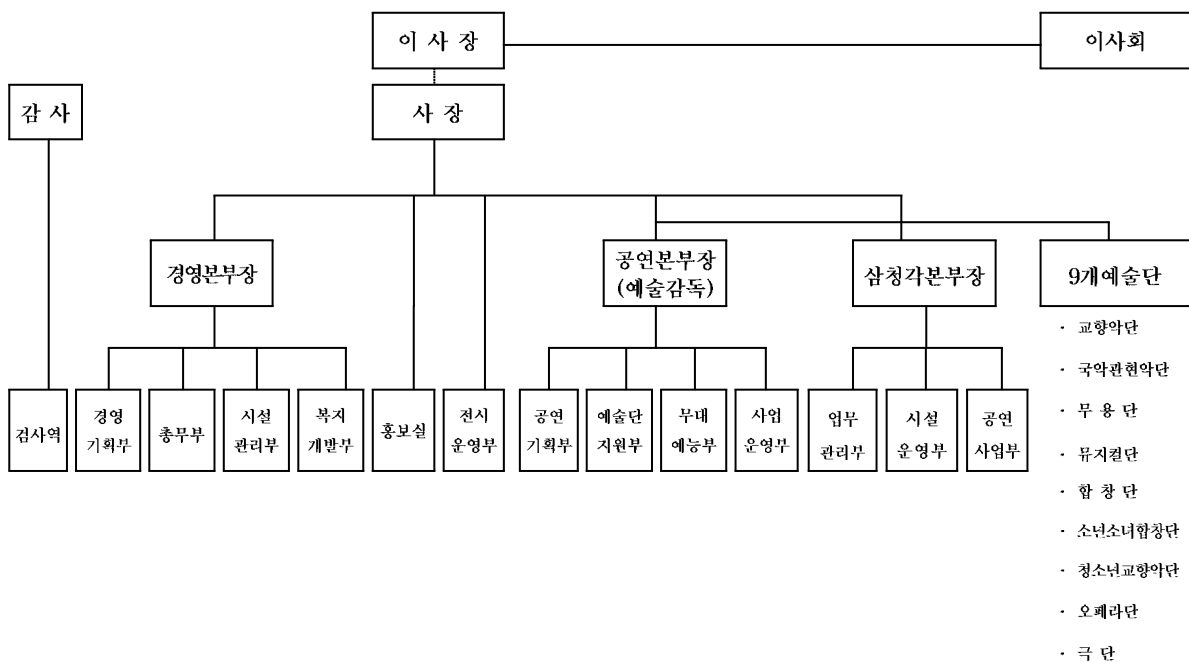 이 사 장
이사회
감 사
사 장
경영본부장
공연본부장
(예술감독)
삼청각본부장
9개예술단
검사역
경영
기획부
총무부
시설
관리부
복지
개발부
홍보실
전시
운영부
공연
기획부
예술단
지원부
무대
예능부
사업
운영부
업무
관리부
시설
운영부
공연
사업부
· 교향악단
· 국악관현악단
· 무 용 단
· 뮤지컬단
· 합 창 단
· 소년소녀합창단
· 청소년교향악단
· 오페라단
· 극 단